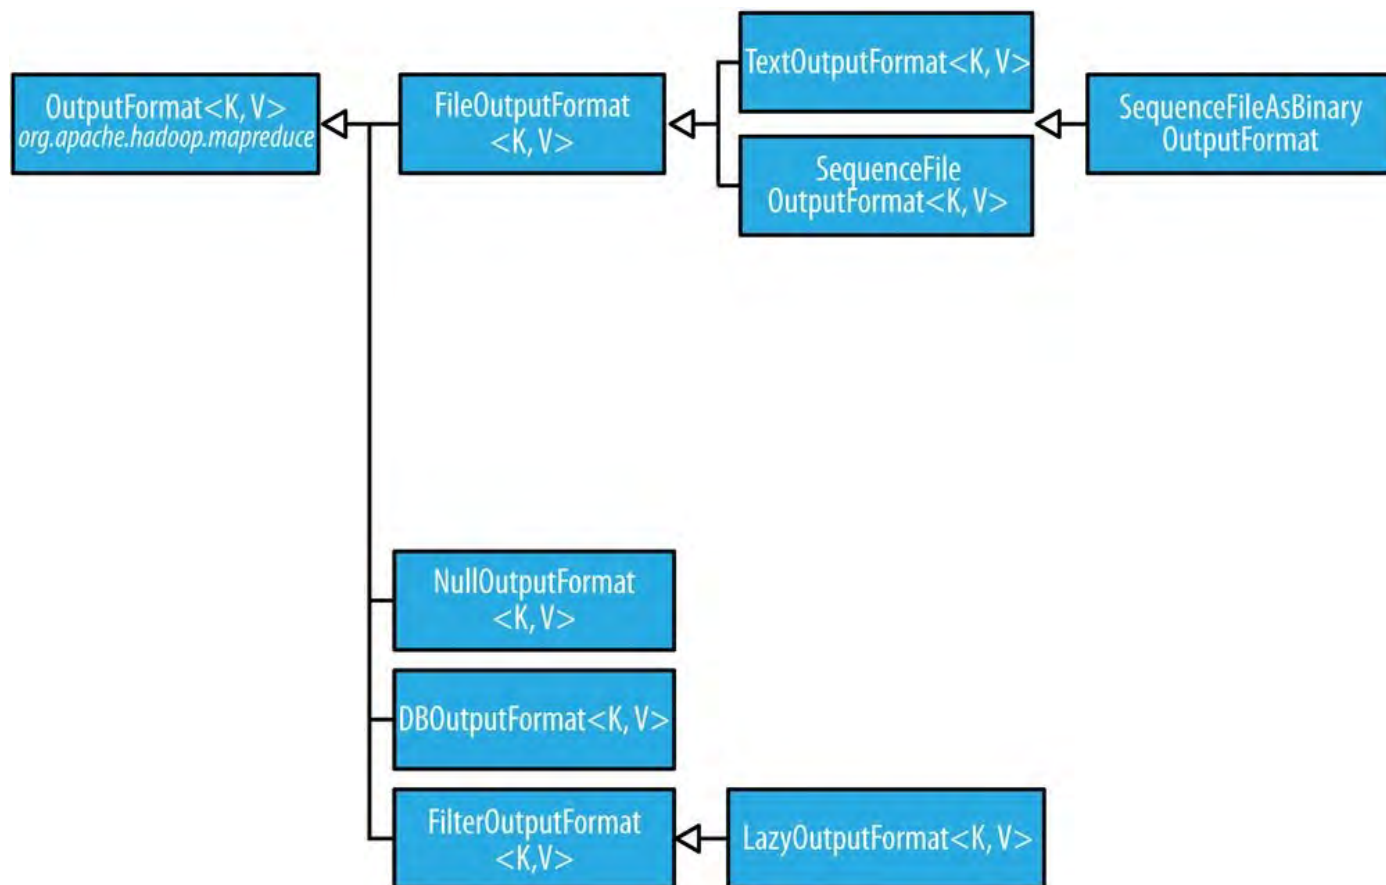 OutputFormat<K, V>
org.apache.hadoop.mapreduce
FileOutputFormat
<K, V>
TextOutputFormat<K, V>
SequenceFile
OutputFormat<K, V>
SequenceFileAsBinary
OutputFormat
NullOutputFormat
<K, V>
DBOutputFormat<K, V>
FilterOutputFormat
<K,V>
LazyOutputFormat<K, V>